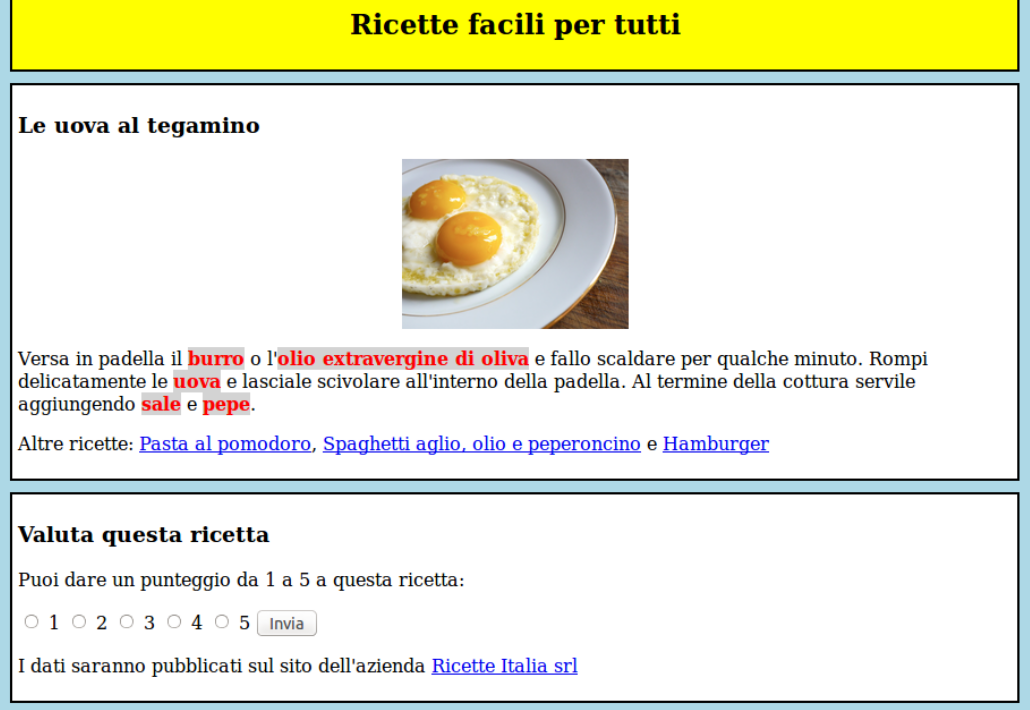 Ricette facili per tutti
Le uova al tegamino
Versa in padella il burro o l'olio extravergine di oliva e fallo scaldare per qualche minuto. Rompi
delicatamente le uova e lasciale scivolare all'interno della padella. Al termine della cottura servile
aggiungendo sale e pepe.
Altre ricette: Pasta al pomodoro, Spaghetti aglio, olio e peperoncino e Hamburger
Valuta questa ricetta
Puoi dare un punteggio da 1 a 5 a questa ricetta:
1 2 3 4 5 Invia
I dati saranno pubblicati sul sito dell'azienda Ricette Italia srl